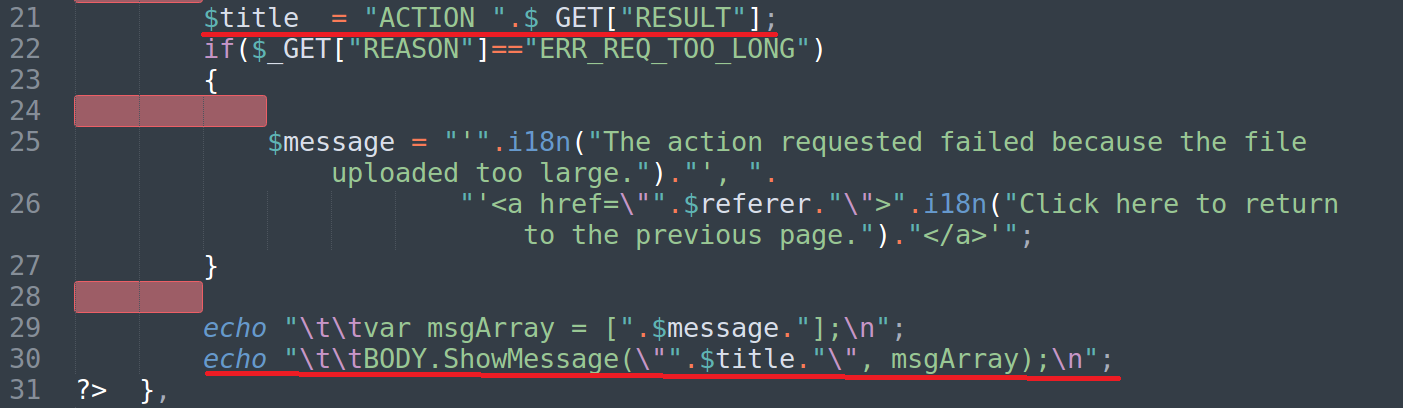 21 $title  = "ACTION ".$_GET["RESULT"];
22 if($_GET["REASON"]=="ERR_REQ_TOO_LONG")
23 {
24
25 $message = "'".i18n("The action requested failed because the file
uploaded too large.")."', ".
26 "'<a href=\"".$referer."\">".i18n("Click here to return
to the previous page.")."</a>'";
27 }
28
29 echo "\t\tvar msgArray = [".$message."];\n";
30 echo "\t\tBODY.ShowMessage(\"".$title."\", msgArray);\n";
31 ?>  },